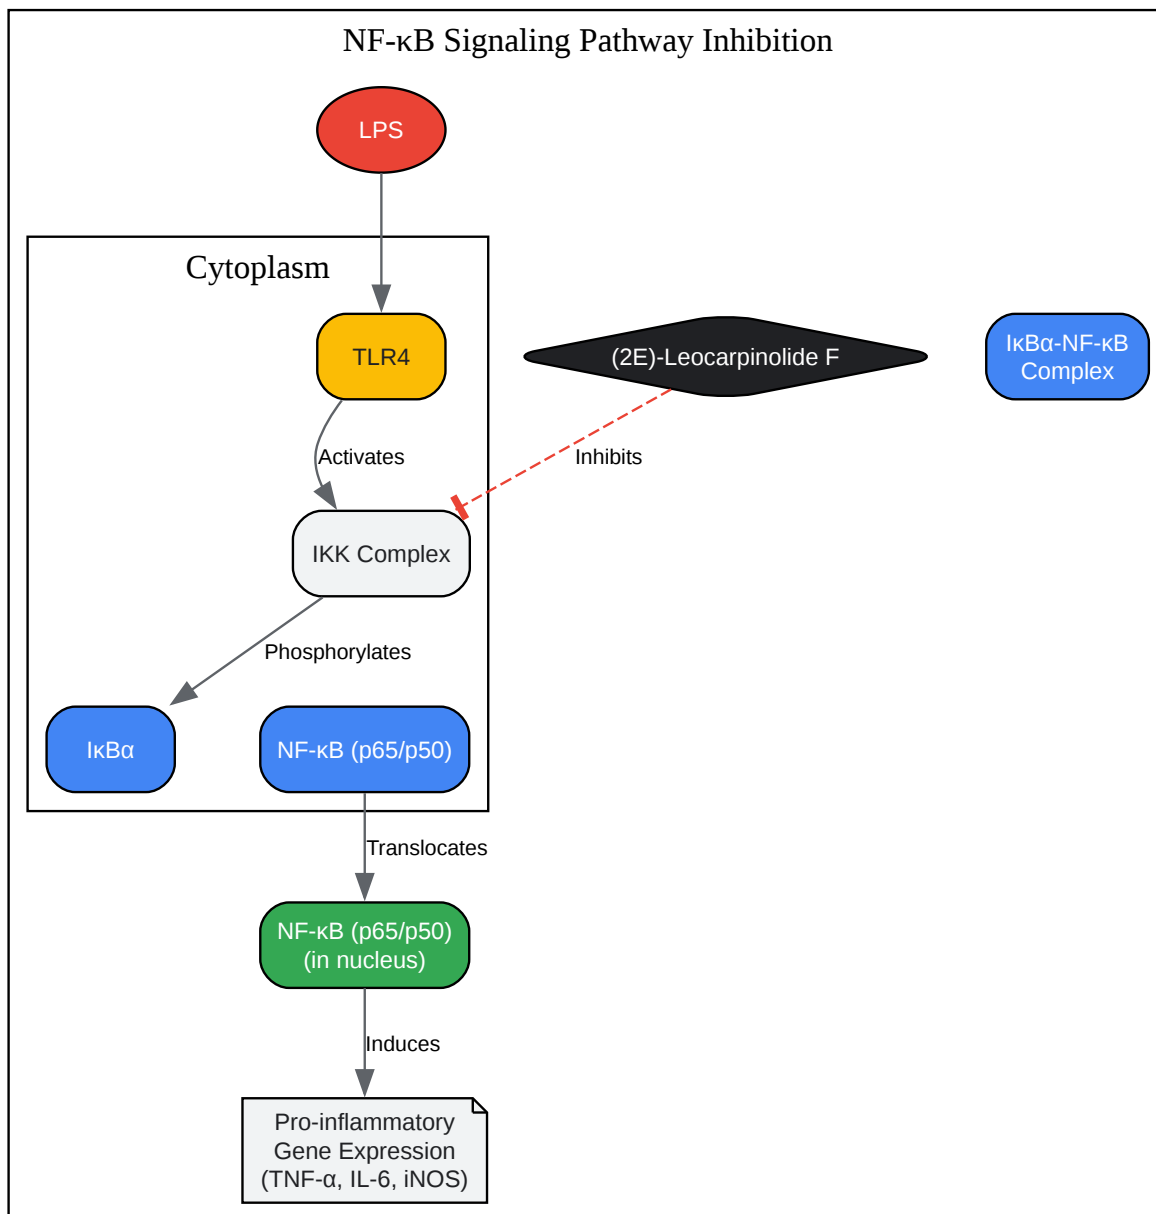 NF-κB Signaling Pathway Inhibition
LPS
Cytoplasm
TLR4
(2E)-Leocarpinolide F
IκBα-NF-κB
Complex
Activates
Inhibits
IKK Complex
Phosphorylates
IκBα
NF-κB (p65/p50)
Translocates
NF-κB (p65/p50)
(in nucleus)
Induces
Pro-inflammatory
Gene Expression
(TNF-α, IL-6, iNOS)